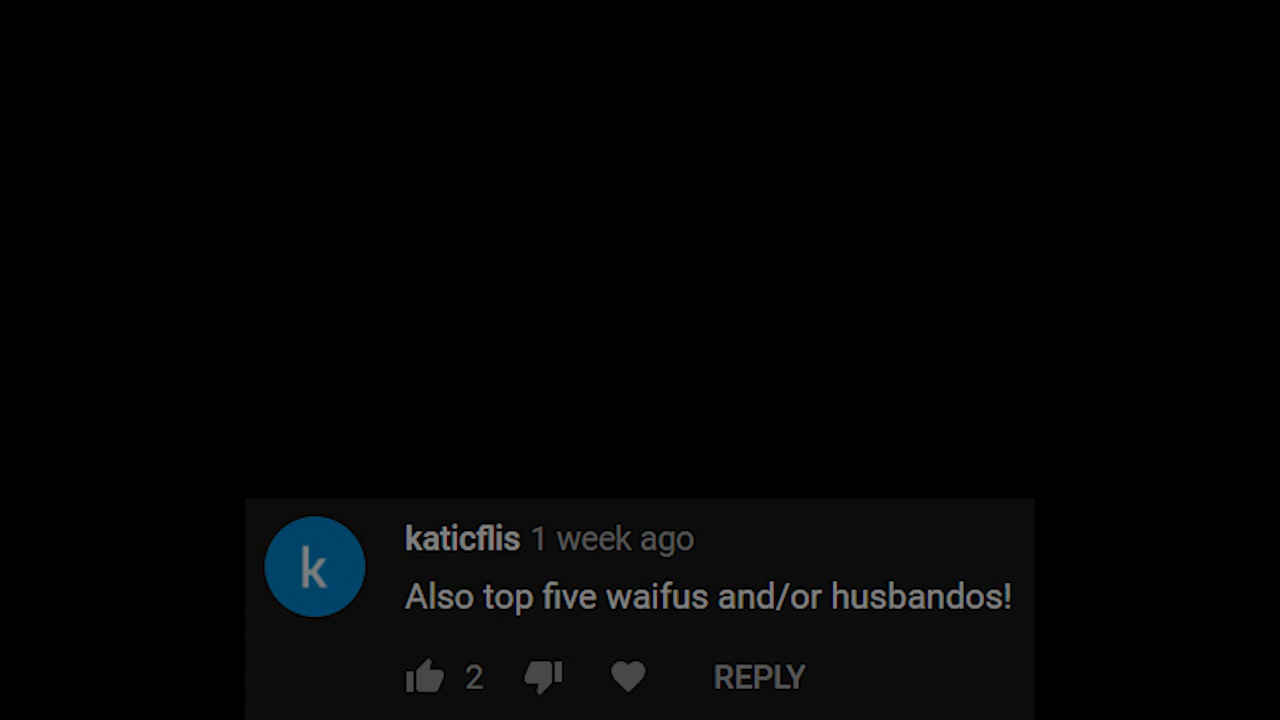 k
katicflis 1 week ago
Also top five waifus and/or husbandos!
2 REPLY